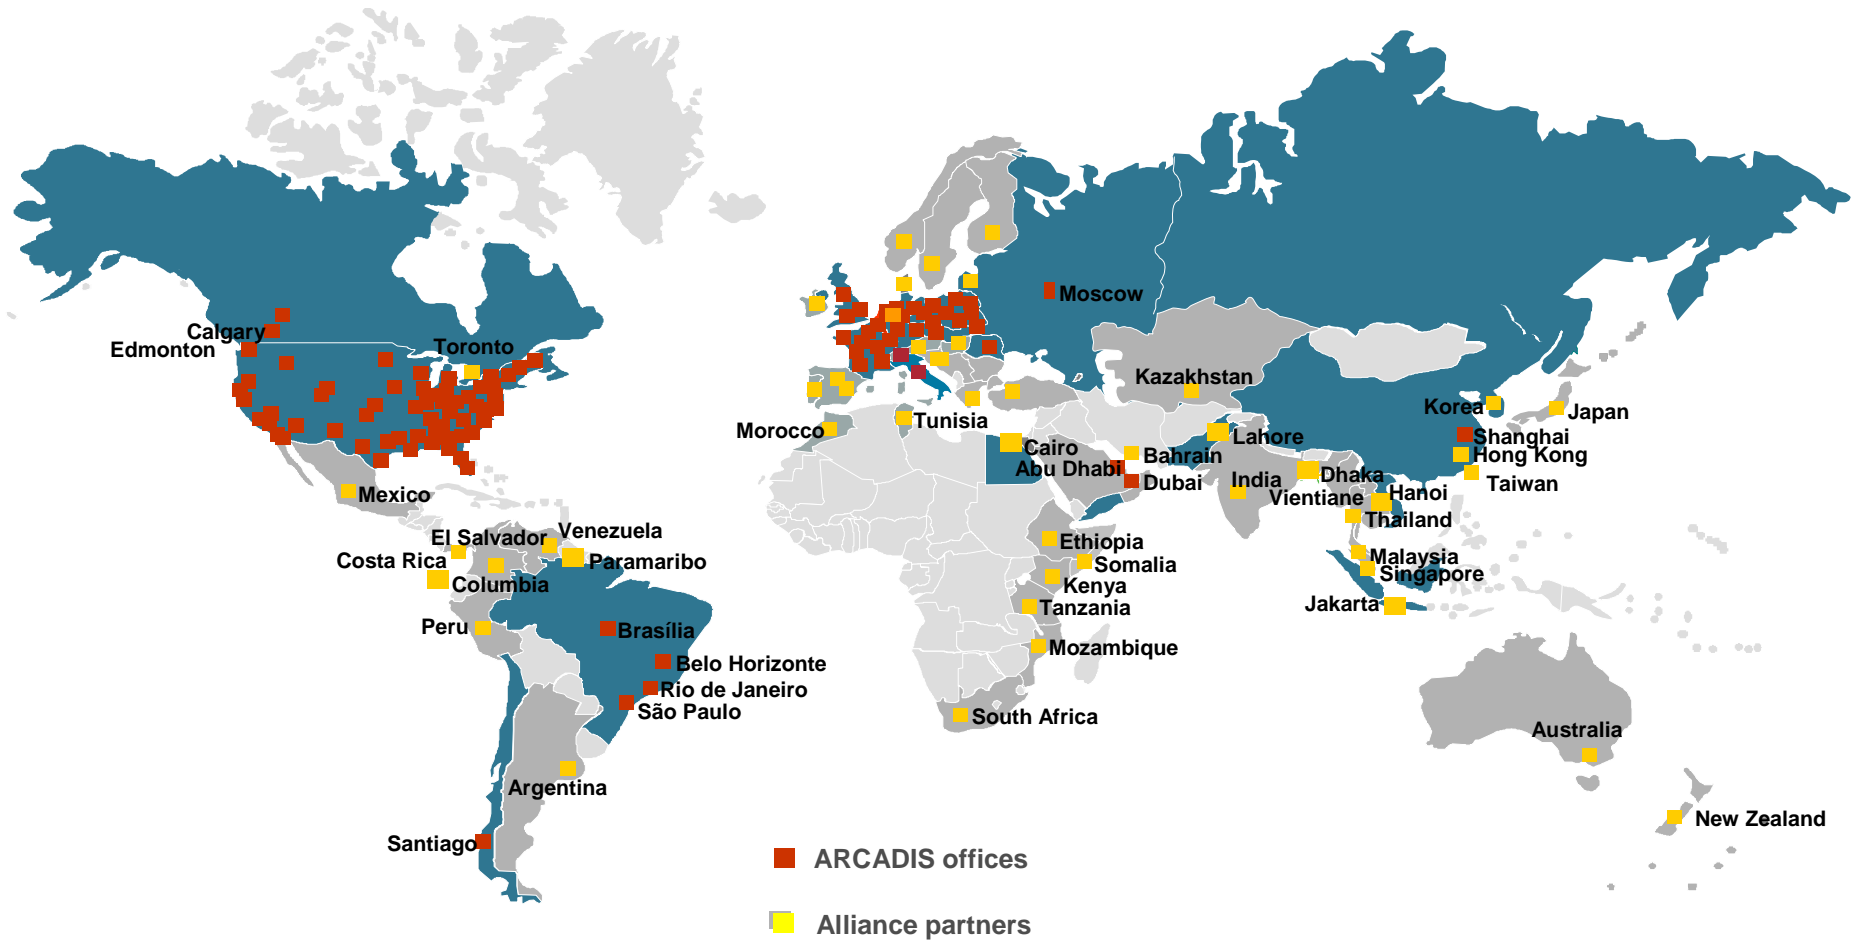 Calgary
Edmonton
Toronto
Moscow
Kazakhstan
Korea
Japan
Morocco
Tunisia
Cairo
Lahore
Shanghai
Hong Kong
Abu Dhabi
Bahrain
Dubai
India
Dhaka
Taiwan
Mexico
Vientiane
Hanoi
Thailand
El Salvador
Venezuela
Costa Rica
Paramaribo
Columbia
Ethiopia
Somalia
Kenya
Malaysia
Singapore
Jakarta
Tanzania
Peru
Brasília
Mozambique
Belo Horizonte
Rio de Janeiro
São Paulo
South Africa
Australia
Argentina
New Zealand
Santiago
ARCADIS offices
Alliance partners